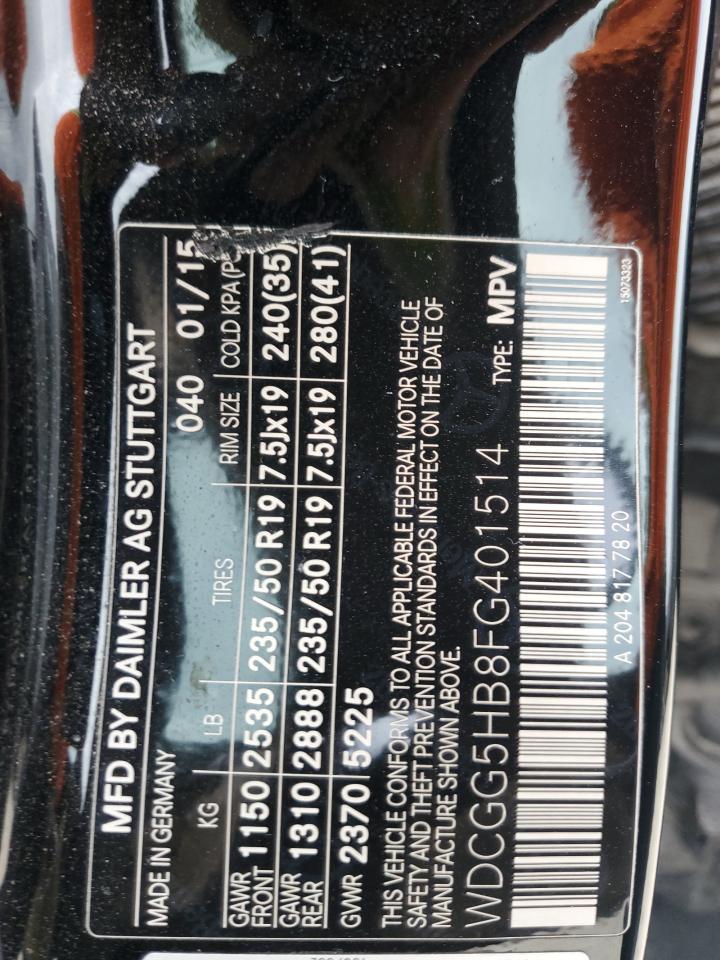 MFD BY DAIMLER AG STUTTGART
MADE IN GERMANY 040 01/15
KG LB TIRES RIM SIZE COLD KPA
GAWR FRONT 1150 2535 235/50 R19 7.5Jx19 240(35)
GAWR REAR 1310 2888 235/50 R19 7.5Jx19 280(41)
GVWR 2370 5225
THIS VEHICLE CONFORMS TO ALL APPLICABLE FEDERAL MOTOR VEHICLE
SAFETY AND THEFT PREVENTION STANDARDS IN EFFECT ON THE DATE OF
MANUFACTURE SHOWN ABOVE.
WDCGG5HB8FG401514 TYPE: MPV
A 204 817 78 20 15073323